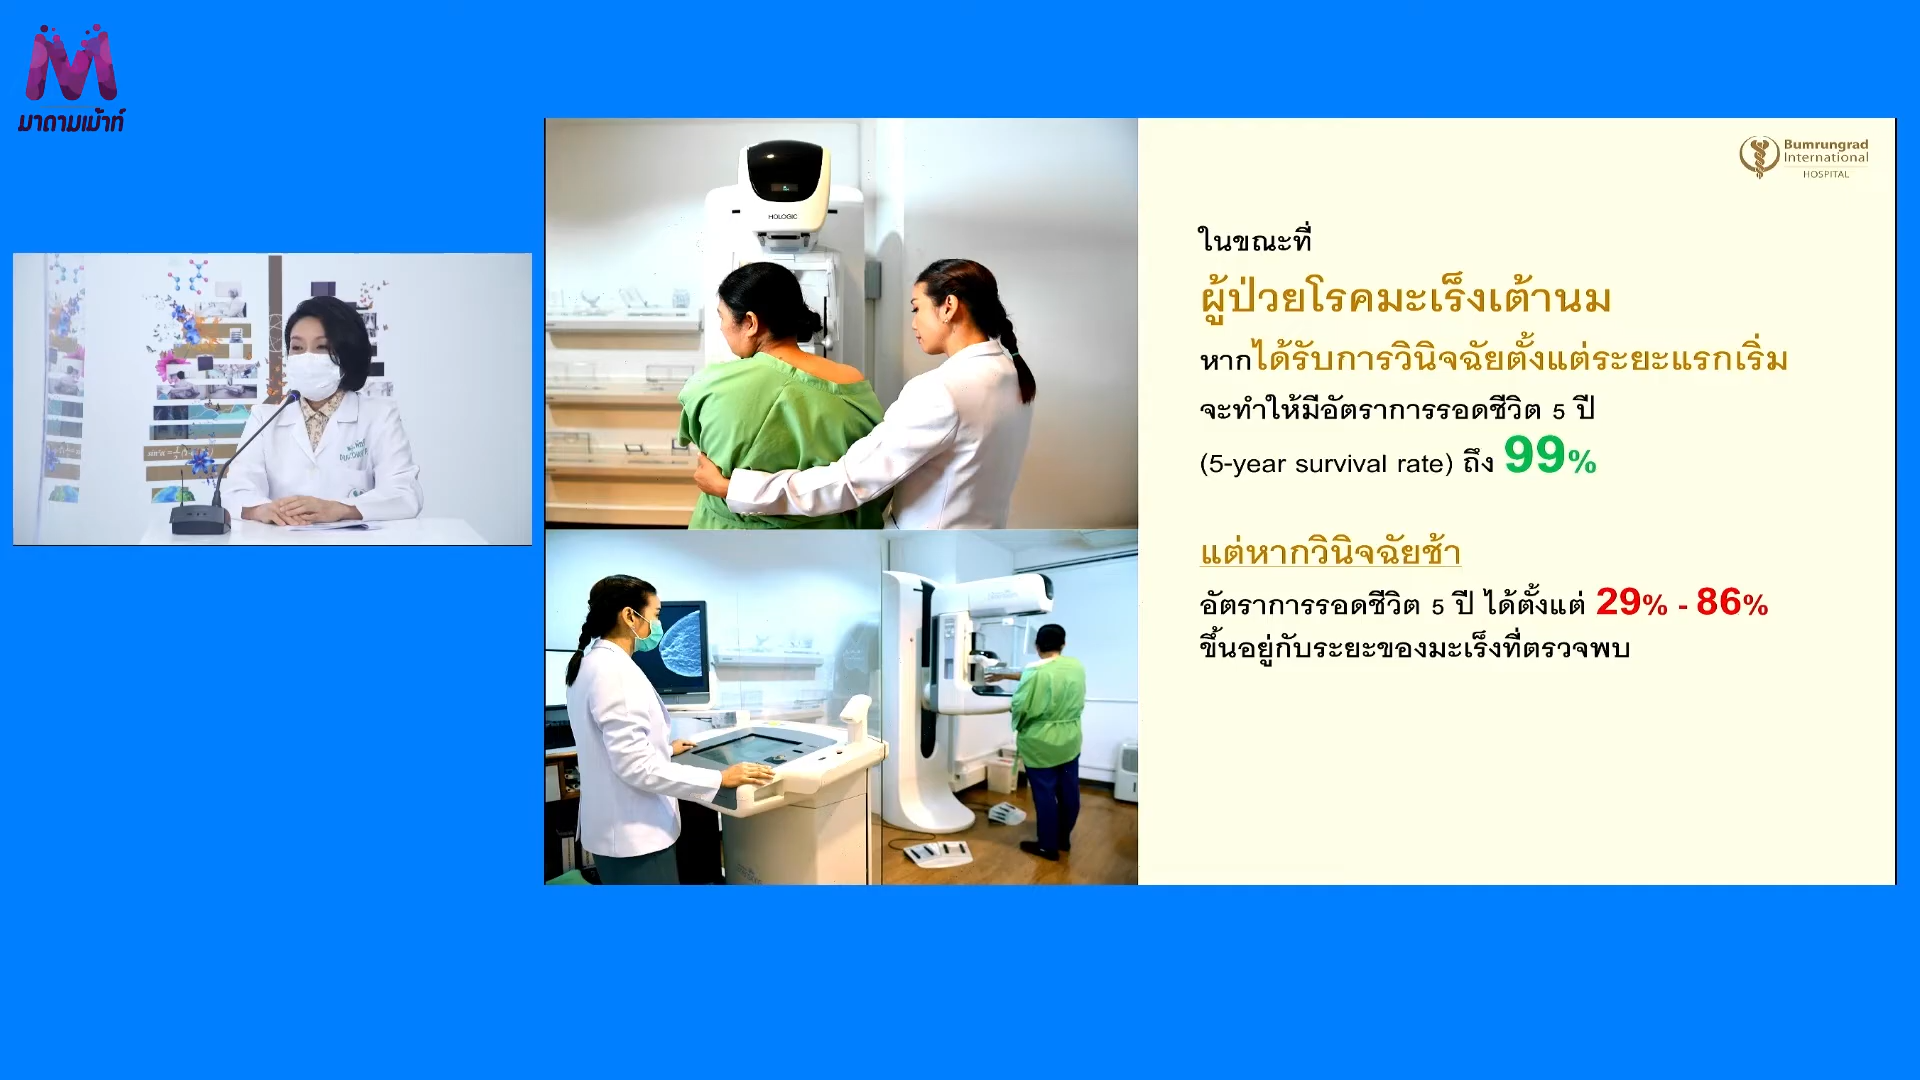 มาดามเม้าท์
HOLOGIC
Bumrungrad
International
HOSPITAL
ในขณะที่
ผู้ป่วยโรคมะเร็งเต้านม
หากได้รับการวินิจฉัยตั้งแต่ระยะแรกเริ่ม
จะทำให้มีอัตราการรอดชีวิต 5 ปี
(5-year survival rate) ถึง 99%
แต่หากวินิจฉัยช้า
อัตราการรอดชีวิต 5 ปี ได้ตั้งแต่ 29% - 86%
ขึ้นอยู่กับระยะของมะเร็งที่ตรวจพบ